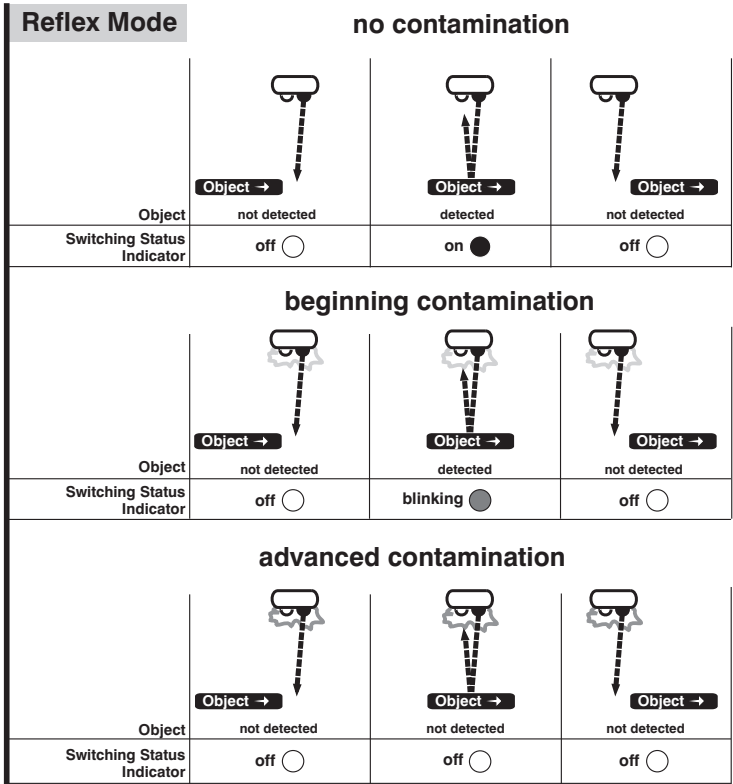 Reflex Mode
no contamination
Object → Object → Object →
Object not detected detected not detected
Switching Status
Indicator off on off
beginning contamination
Object → Object → Object →
Object not detected detected not detected
Switching Status
Indicator off blinking off
advanced contamination
Object → Object → Object →
Object not detected not detected not detected
Switching Status
Indicator off off off